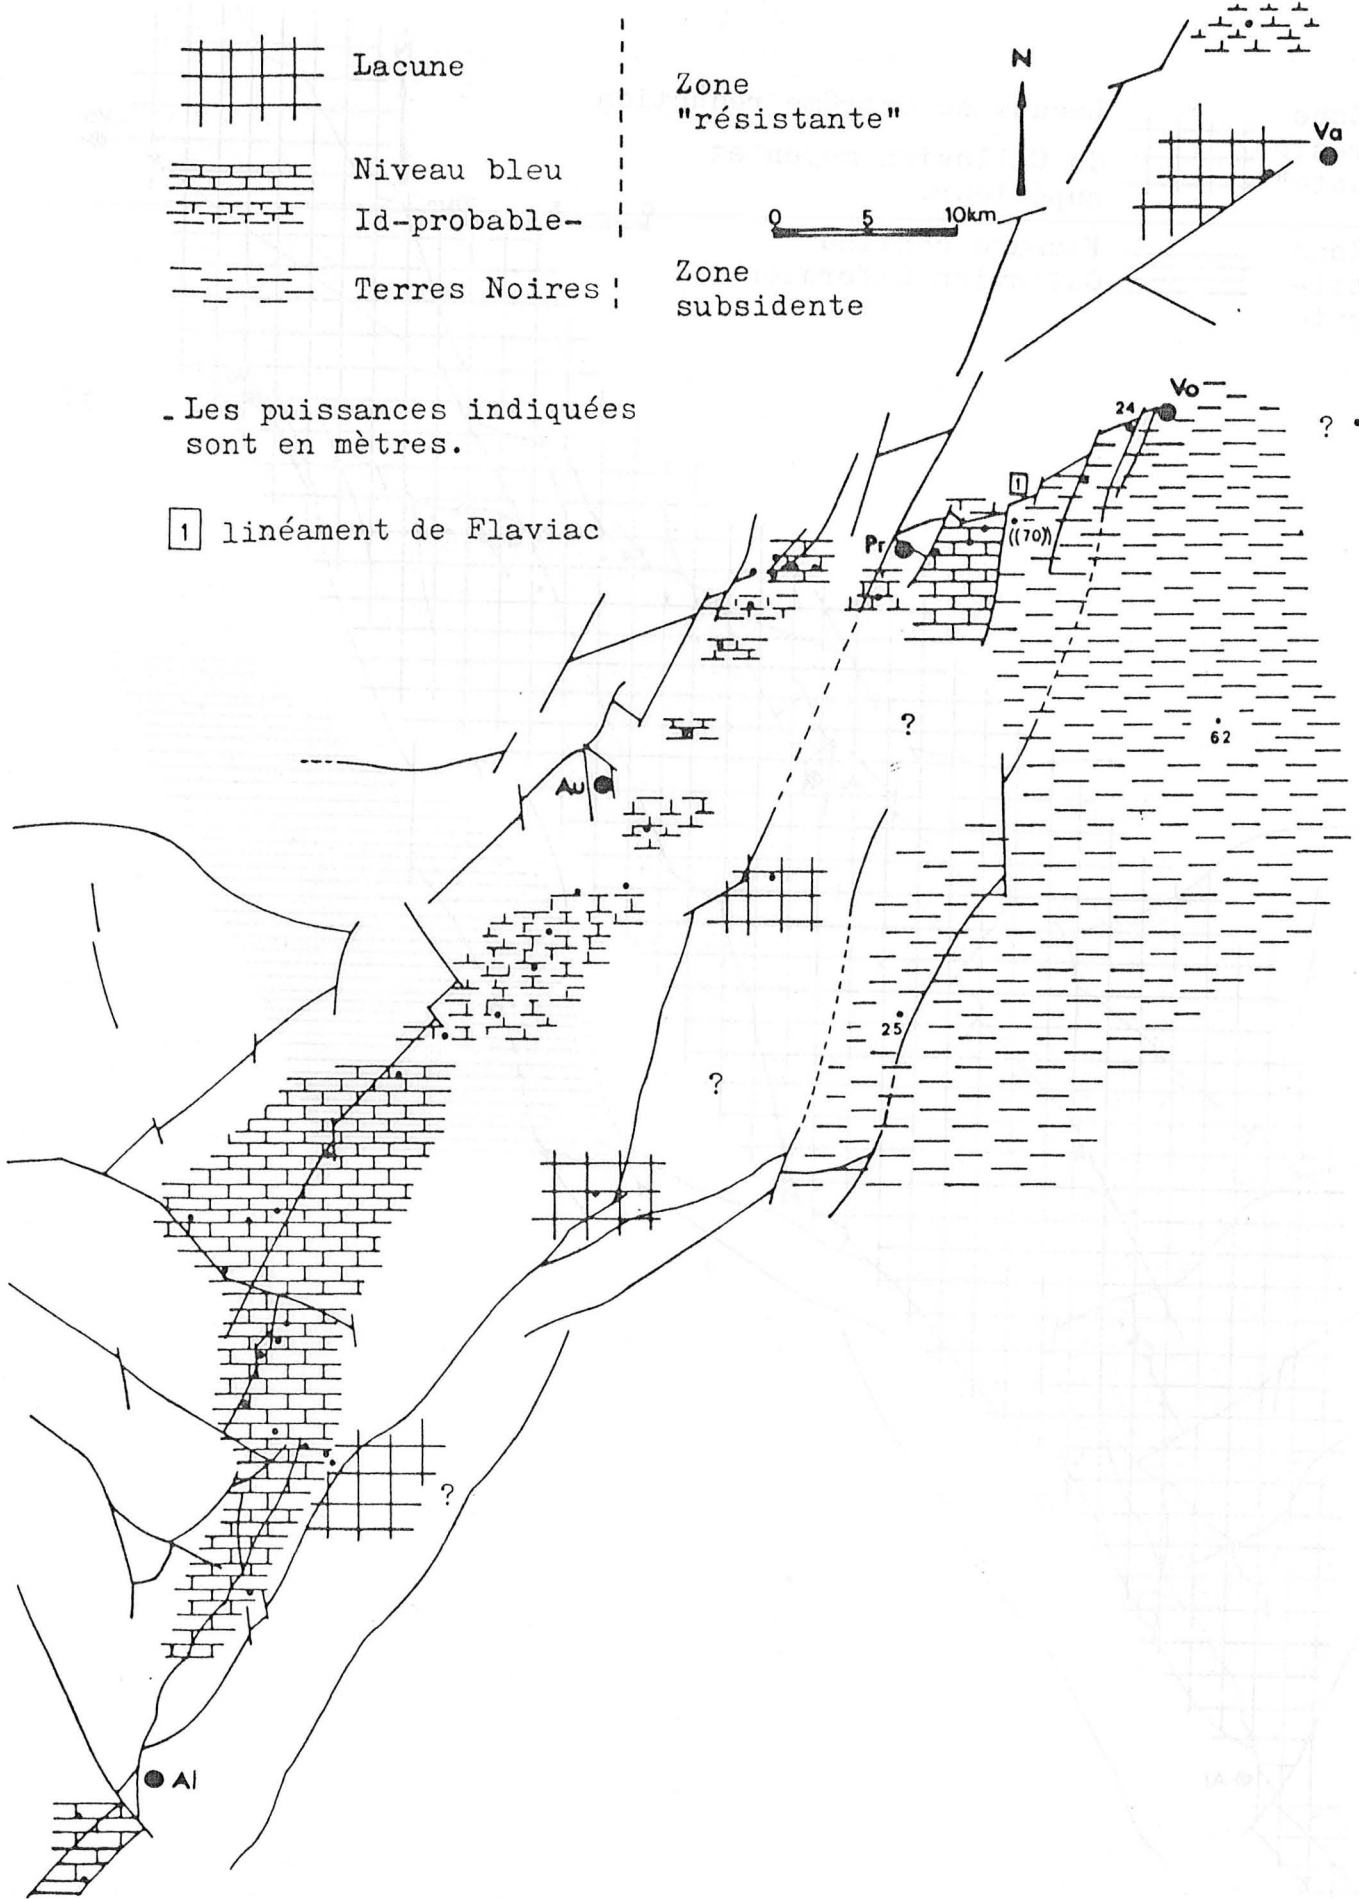 Lacune
Niveau bleu
Id-probable-
Terres Noires
Zone
"résistante"
Zone
subsidente
N
0 5 10km
- Les puissances indiquées
sont en mètres.
1 linéament de Flaviac
Va
Vo
24
?
1
((70))
Pr
?
62
Au
25
?
?
Al